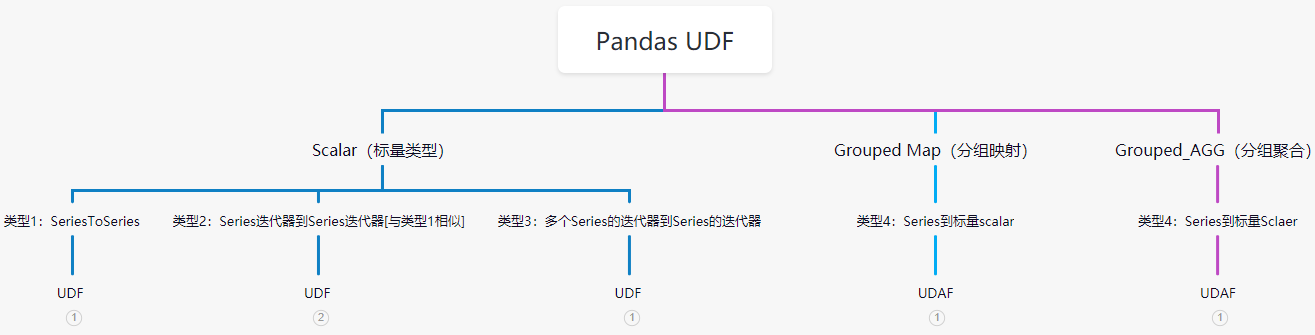 Pandas UDF
Scalar（标量类型）
Grouped Map（分组映射）
Grouped_AGG（分组聚合）
类型1：SeriesToSeries
类型2：Series迭代器到Series迭代器[与类型1相似]
类型3：多个Series的迭代器到Series的迭代器
类型4：Series到标量scalar
类型4：Series到标量Sclaer
UDF
UDF
UDF
UDAF
UDAF
1
2
1
1
1